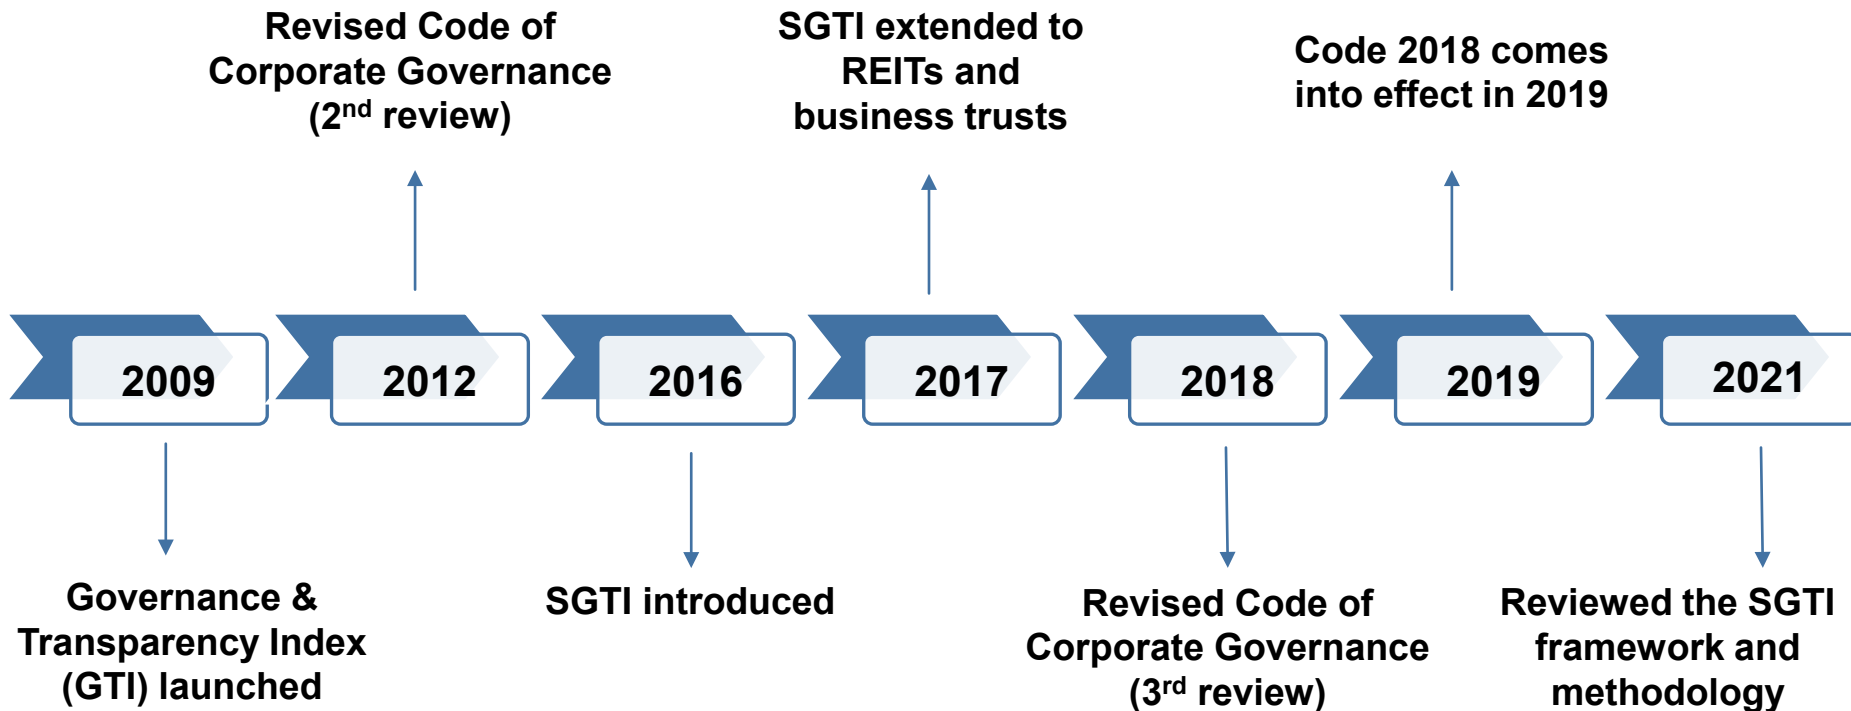 Revised Code of
Corporate Governance
(2nd review)
SGTI extended to
REITs and
business trusts
Code 2018 comes
into effect in 2019
2009
2012
2016
2017
2018
2019
2021
Governance &
Transparency Index
(GTI) launched
SGTI introduced
Revised Code of
Corporate Governance
(3rd review)
Reviewed the SGTI
framework and
methodology